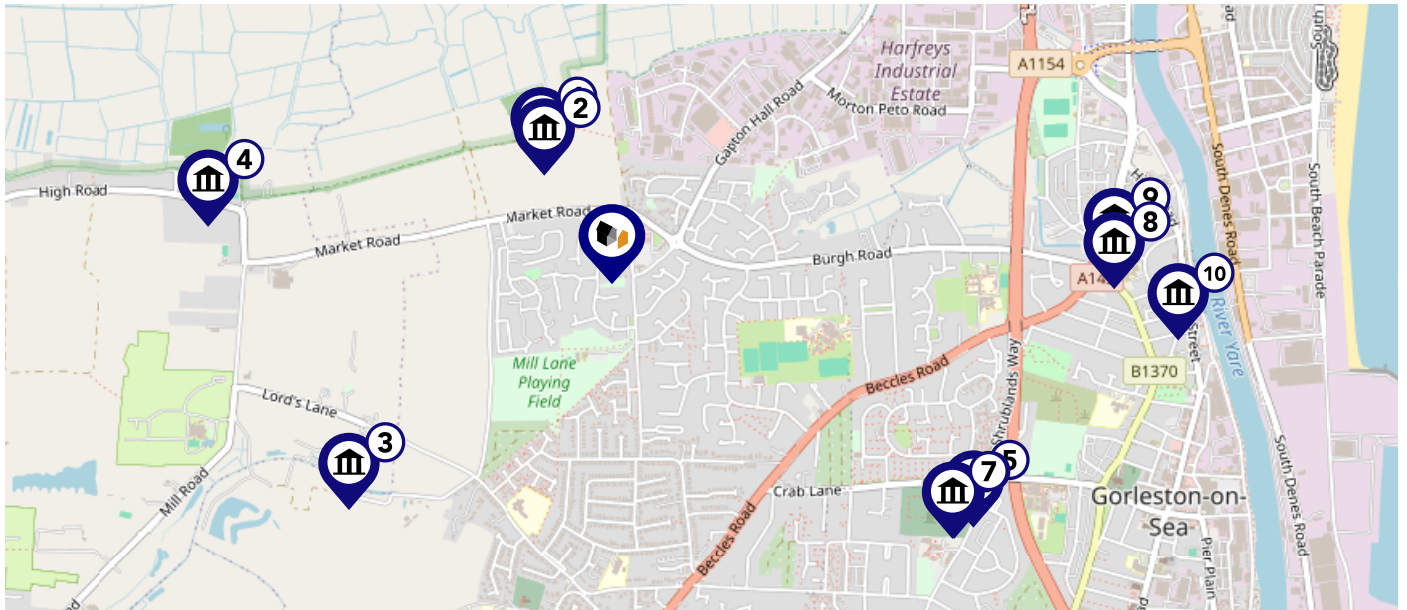 Harfreys
Industrial
Estate
A1154
Morton Peto Road
Gapton Hall Road
2
4
High Road
Market Road
Market Road
Burgh Road
South Denes Road
South Beach Parade
9
8
10
River Yare
Street
B1370
Mill Lane
Playing
Field
Beccles Road
Shrublands Way
Lord's Lane
3
Mill Road
Crab Lane
5
7
Beccles Road
Gorleston-on-
Sea
South Denes Road
Pier Plain